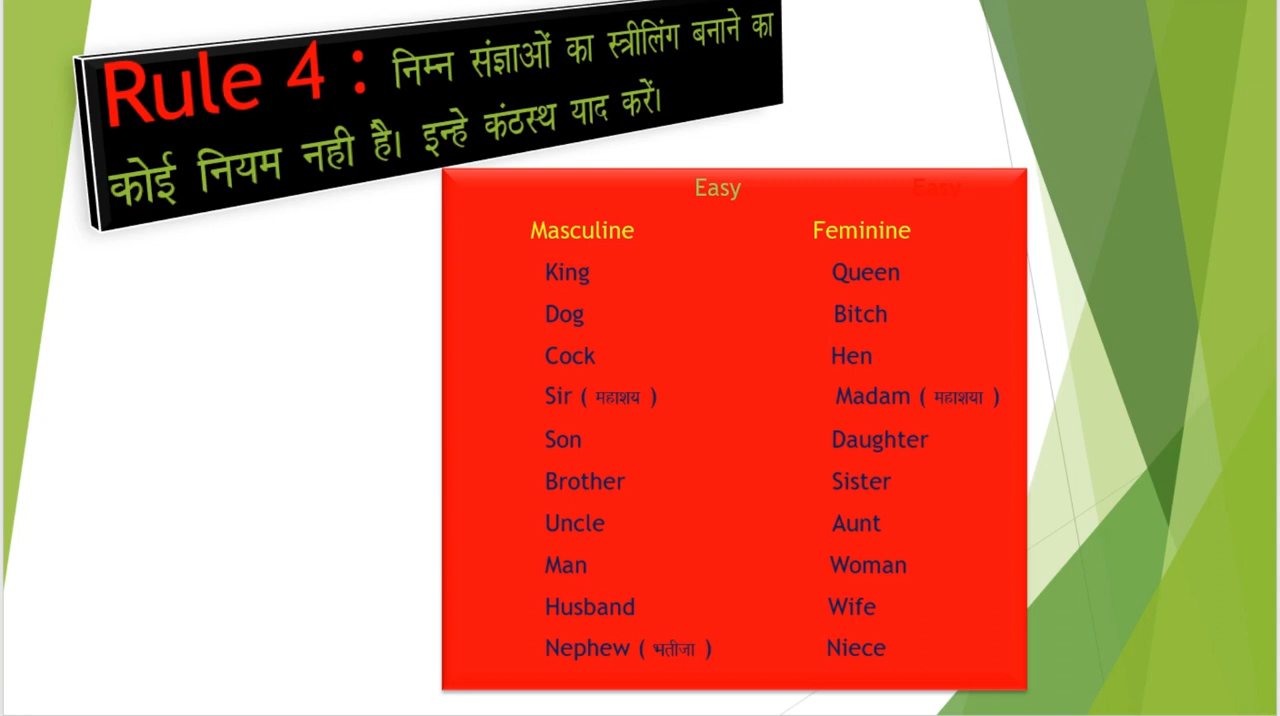 Rule 4 : निम्न संज्ञाओं का स्त्रीलिंग बनाने का
कोई नियम नही है। इन्हे कंठस्थ याद करें।
Easy Easy
Masculine Feminine
King Queen
Dog Bitch
Cock Hen
Sir ( महाशय ) Madam ( महाशया )
Son Daughter
Brother Sister
Uncle Aunt
Man Woman
Husband Wife
Nephew ( भतीजा ) Niece